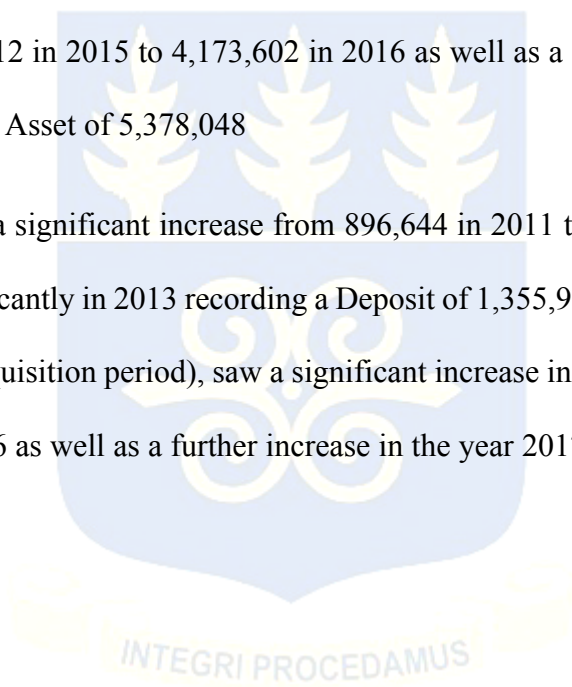 12 in 2015 to 4,173,602 in 2016 as well as a
Asset of 5,378,048
a significant increase from 896,644 in 2011 t
cantly in 2013 recording a Deposit of 1,355,9
quisition period), saw a significant increase in
6 as well as a further increase in the year 201
INTEGRI PROCEDAMUS